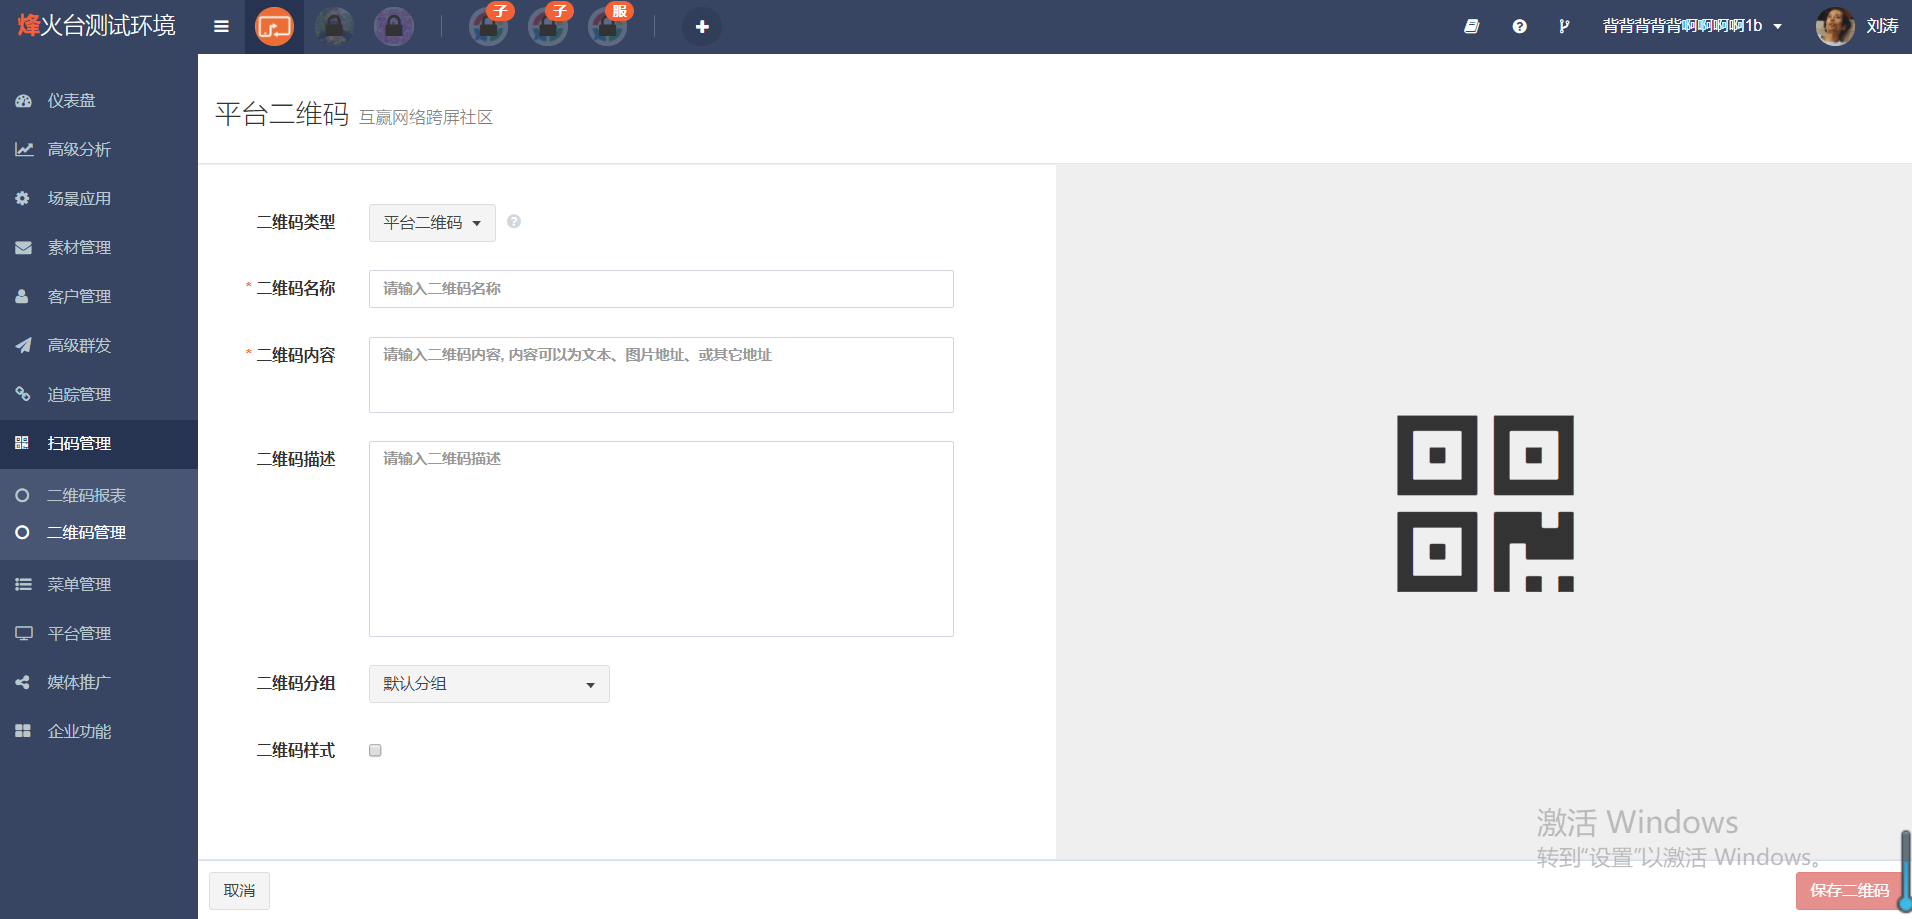 烽火台测试环境
子
子
服
背背背背背啊啊啊啊1b
刘涛
仪表盘
高级分析
场景应用
素材管理
客户管理
高级群发
追踪管理
扫码管理
二维码报表
二维码管理
菜单管理
平台管理
媒体推广
企业功能
平台二维码 互赢网络跨屏社区
二维码类型
平台二维码
* 二维码名称
请输入二维码名称
* 二维码内容
请输入二维码内容, 内容可以为文本、图片地址、或其它地址
二维码描述
请输入二维码描述
二维码分组
默认分组
二维码样式
激活 Windows
转到“设置”以激活 Windows。
取消
保存二维码